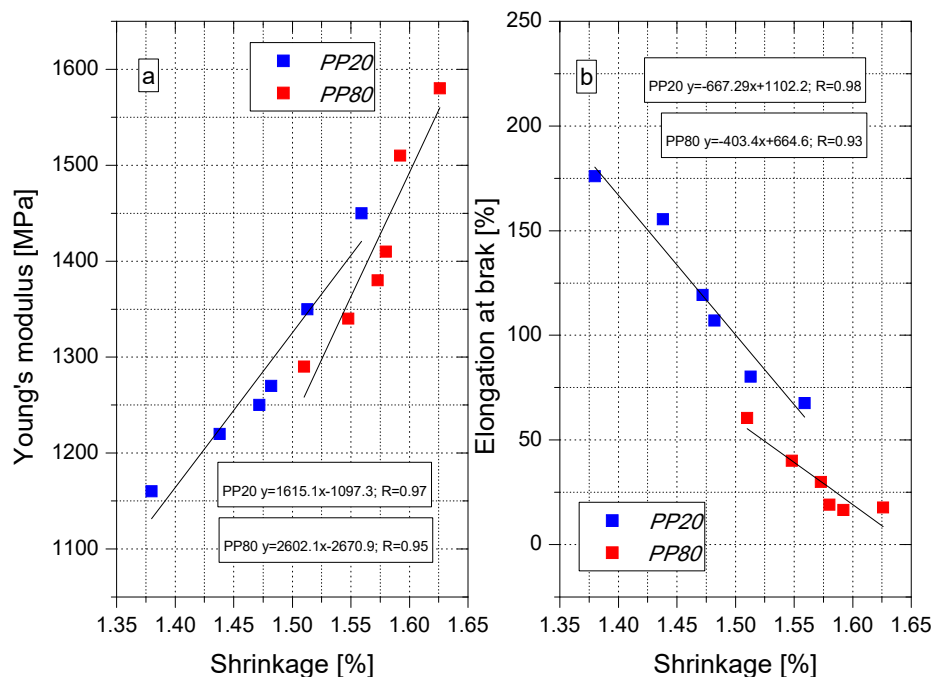 a
PP20
PP80
Young's modulus [MPa]
1600
1500
1400
1300
1200
1100
PP20 y=1615.1x-1097.3; R=0.97
PP80 y=2602.1x-2670.9; R=0.95
1.35 1.40 1.45 1.50 1.55 1.60 1.65
Shrinkage [%]
b
PP20 y=-667.29x+1102.2; R=0.98
PP80 y=-403.4x+664.6; R=0.93
Elongation at brak [%]
250
200
150
100
50
0
PP20
PP80
1.35 1.40 1.45 1.50 1.55 1.60 1.65
Shrinkage [%]